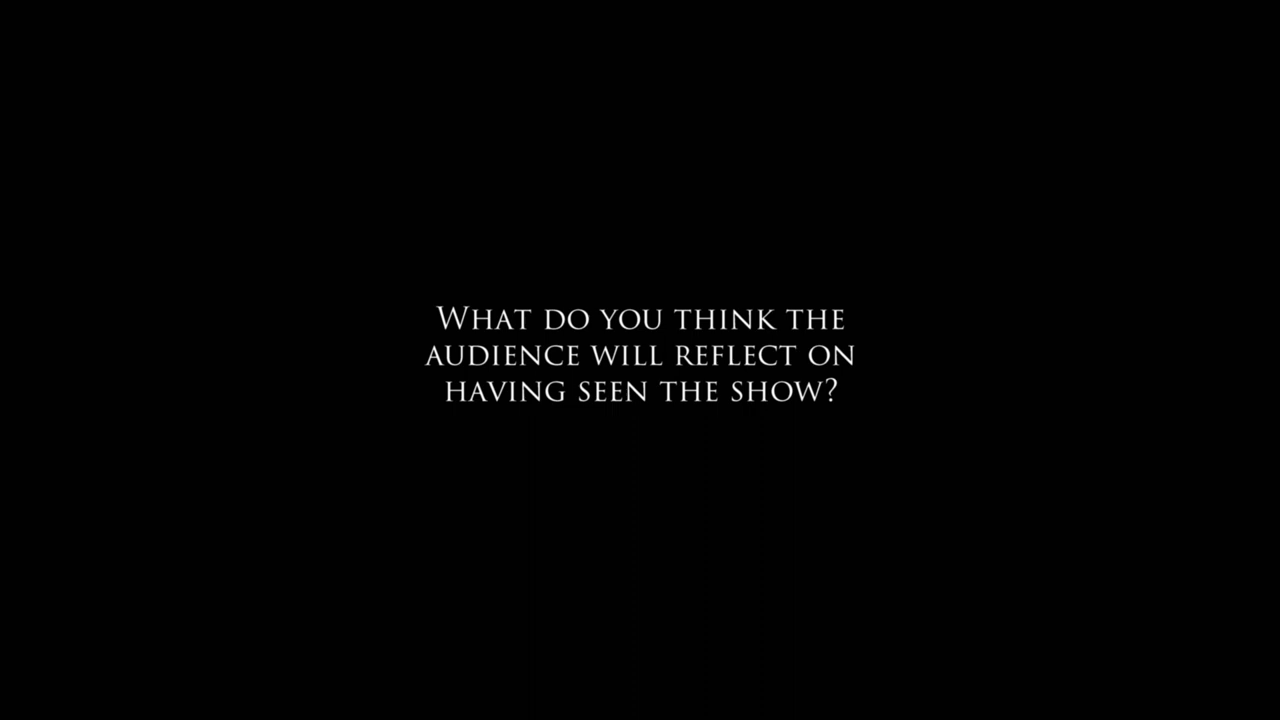 What do you think the
audience will reflect on
having seen the show?